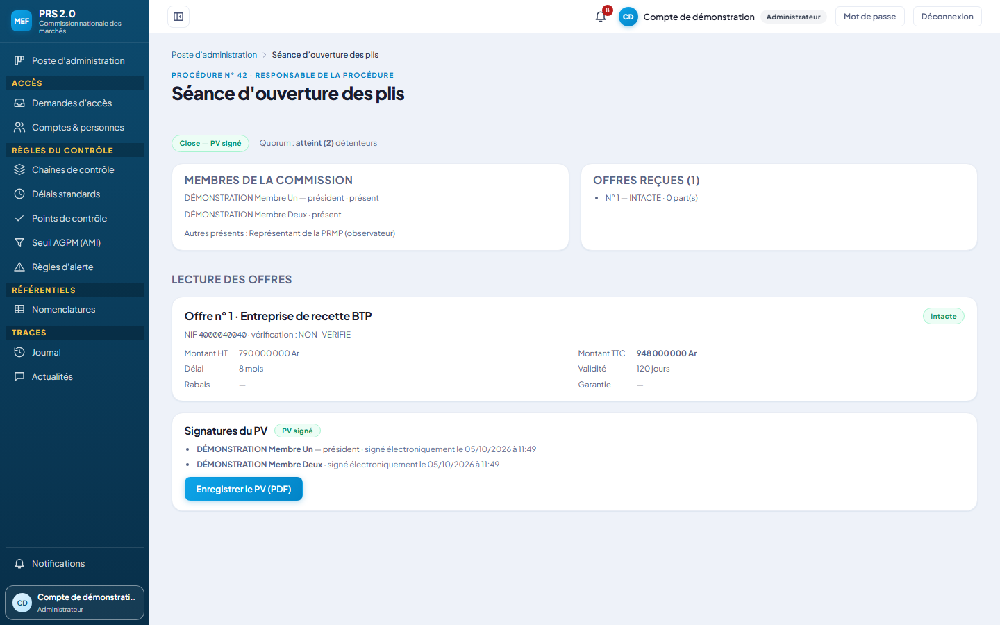 MEF
PRS 2.0
Commission nationale des
marchés
Poste d'administration
ACCÈS
Demandes d'accès
Comptes & personnes
RÈGLES DU CONTRÔLE
Chaînes de contrôle
Délais standards
Points de contrôle
Seuil AGPM (AMI)
Règles d'alerte
RÉFÉRENTIELS
Nomenclatures
TRACES
Journal
Actualités
Notifications
CD
Compte de démonstrati...
Administrateur
8
CD
Compte de démonstration
Administrateur
Mot de passe
Déconnexion
Poste d'administration > Séance d'ouverture des plis
PROCÉDURE N° 42 · RESPONSABLE DE LA PROCÉDURE
Séance d'ouverture des plis
Close — PV signé
Quorum : atteint (2) détenteurs
MEMBRES DE LA COMMISSION
DÉMONSTRATION Membre Un — président · présent
DÉMONSTRATION Membre Deux · présent
Autres présents : Représentant de la PRMP (observateur)
OFFRES REÇUES (1)
• N° 1 — INTACTE · 0 part(s)
LECTURE DES OFFRES
Offre n° 1 · Entreprise de recette BTP
Intacte
NIF 4000040040 · vérification : NON_VERIFIE
Montant HT 790 000 000 Ar
Montant TTC 948 000 000 Ar
Délai 8 mois
Validité 120 jours
Rabais —
Garantie —
Signatures du PV
PV signé
• DÉMONSTRATION Membre Un — président · signé électroniquement le 05/10/2026 à 11:49
• DÉMONSTRATION Membre Deux · signé électroniquement le 05/10/2026 à 11:49
Enregistrer le PV (PDF)